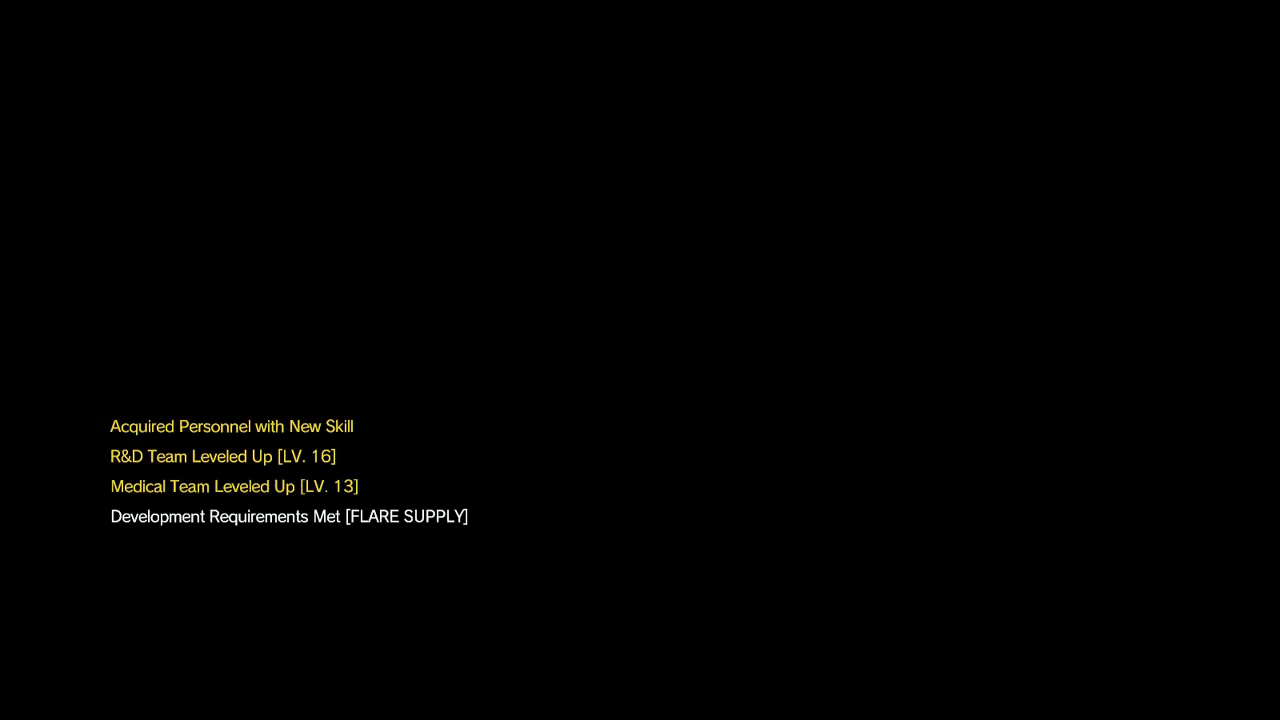 Acquired Personnel with New Skill
R&D Team Leveled Up [LV. 16]
Medical Team Leveled Up [LV. 13]
Development Requirements Met [FLARE SUPPLY]